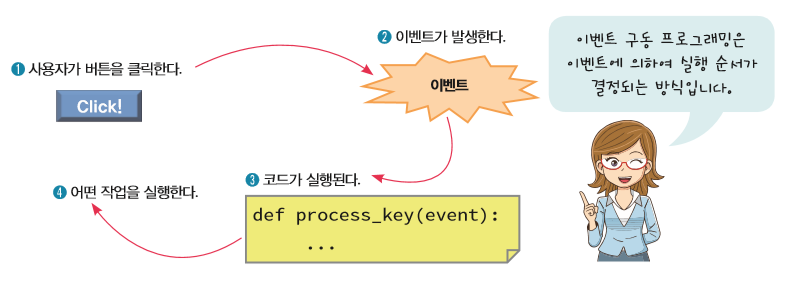 ❶ 사용자가 버튼을 클릭한다.
Click!
❷ 이벤트가 발생한다.
이벤트
❸ 코드가 실행된다.
def process_key(event):
...
❹ 어떤 작업을 실행한다.
이벤트 구동 프로그래밍은
이벤트에 의하여 실행 순서가
결정되는 방식입니다.